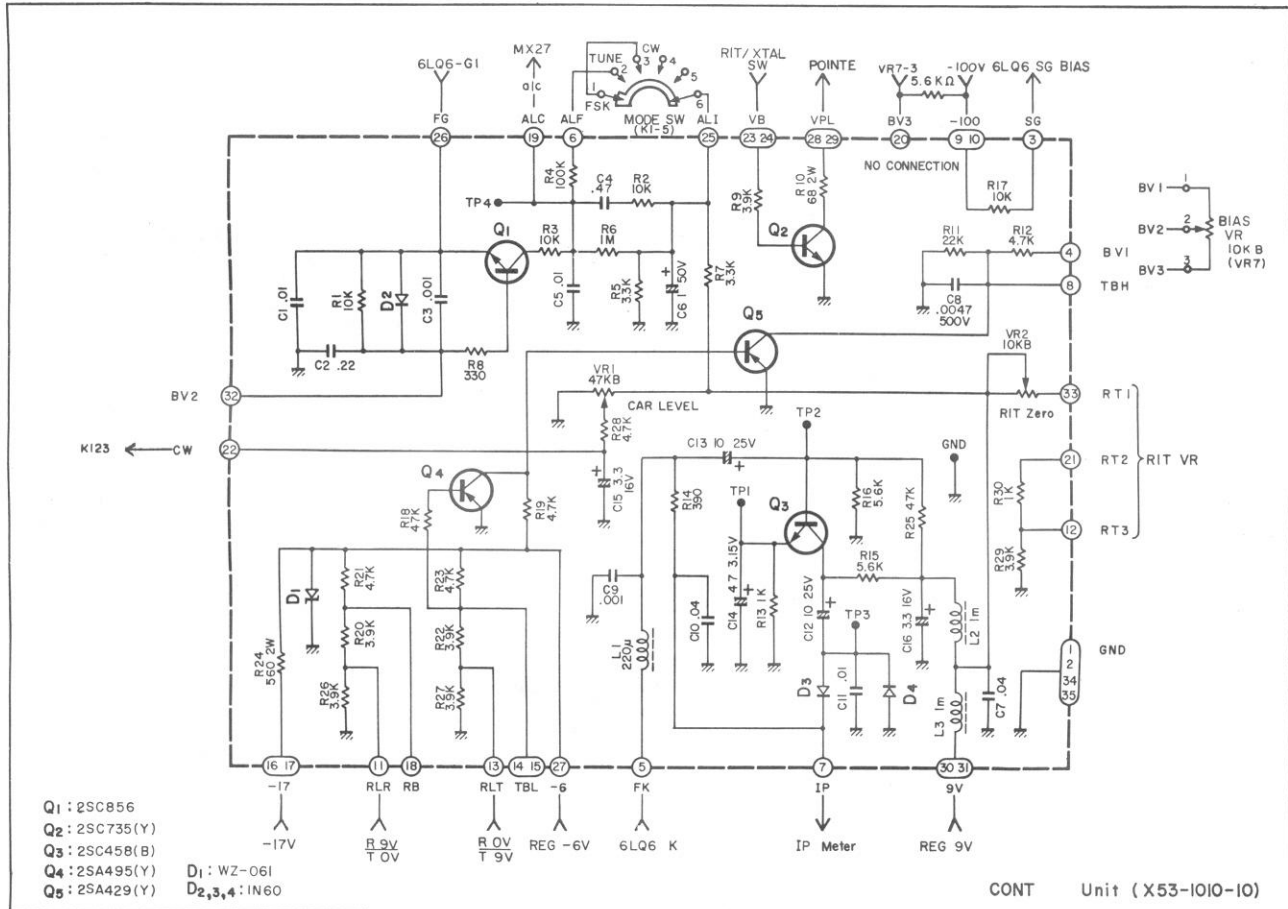 MX27
CW
RIT/XTAL
SW
POINTE
VR7-3
-100V
6LQ6 SG BIAS
6LQ6-G1
alc
TUNE
1 2 3 4 5 6
FSK
MODE SW
(K1-5)
5.6KΩ
FG
ALC
ALF
ALI
VB
VPL
BV3
-100
SG
26
19
6
25
23 24
28 29
20
9 10
3
NO CONNECTION
R4
100K
C4
.47
R2
10K
TP4
R9
3.9K
R10
68 2W
R17
10K
Q1
R3
10K
R6
1M
Q2
R11
22K
R12
4.7K
4
BV1
BV1
1
BV2
2
BV3
3
BIAS
VR
10KB
(VR7)
C1 .01
R1
10K
D2
C3 .001
C5 .01
R5
3.3K
C6 1 50V
+
R7
3.3K
Q5
C8
.0047
500V
8
TBH
C2 .22
R8
330
VR1
47KB
CAR LEVEL
VR2
10KB
RIT Zero
BV2
32
33
RT1
K123
CW
22
R28
4.7K
C15 3.3
16V
+
TP2
C13 10 25V
+
GND
21
RT2
RIT VR
12
RT3
Q4
R18
47K
R19
4.7K
R14
390
TP1
Q3
R16
5.6K
R25 47K
R30
1K
R29
3.9K
D1
R21
4.7K
R23
4.7K
C9
.001
C14 47 3.15V
+
R13 1K
R15
5.6K
C12 10 25V
+
TP3
C16 3.3 16V
+
L2 1m
R24
560 2W
R20
3.9K
R22
3.9K
L1
220μ
C10 .04
D3
C11 .01
D4
L3 1m
C7 .04
1
2
34
35
GND
R26
3.9K
R27
3.9K
16 17
11
18
13
14 15
27
5
7
30 31
-17
RLR
RB
RLT
TBL
-6
FK
IP
9V
-17V
R 9V
T 0V
R 0V
T 9V
REG -6V
6LQ6 K
IP Meter
REG 9V
Q1 : 2SC856
Q2 : 2SC735(Y)
Q3 : 2SC458(B)
Q4 : 2SA495(Y) D1 : WZ-061
Q5 : 2SA429(Y) D2,3,4 : 1N60
CONT Unit (X53-1010-10)